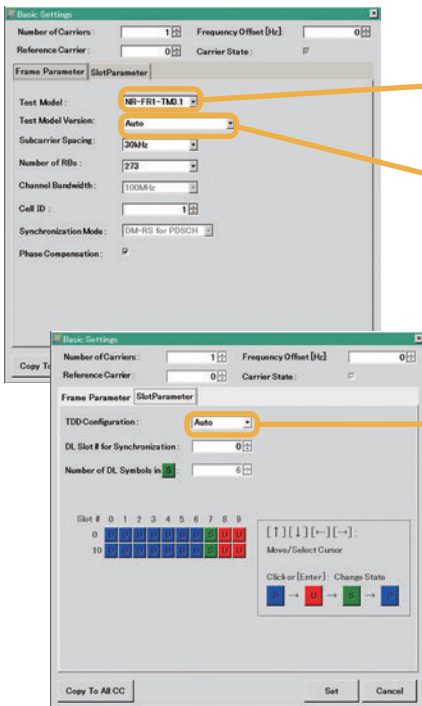 Basic Settings
Number of Carriers : 1 Frequency Offset [Hz]: 0
Reference Carrier : 0 Carrier State :
Frame Parameter SlotParameter
Test Model : NR-FR1-TM3.1
Test Model Version: Auto
Subcarrier Spacing : 30kHz
Number of RBs : 273
Channel Bandwidth : 100MHz
Cell ID : 1
Synchronization Mode : DM-RS for PDSCH
Phase Compensation :
Copy To
Basic Settings
Number of Carriers : 1 Frequency Offset [Hz] 0
Reference Carrier : 0 Carrier State :
Frame Parameter SlotParameter
TDD Configuration : Auto
DL Slot # for Synchronization : 0
Number of DL Symbols in S : 6
Slot # 0 1 2 3 4 5 6 7 8 9
0 D D D D D D D S U U
10 D D D D D D D S U U
[↑][↓][←][→] :
Move/Select Cursor
Click or [Enter] : Change State
D → U → S → D
Copy To All CC Set Cancel